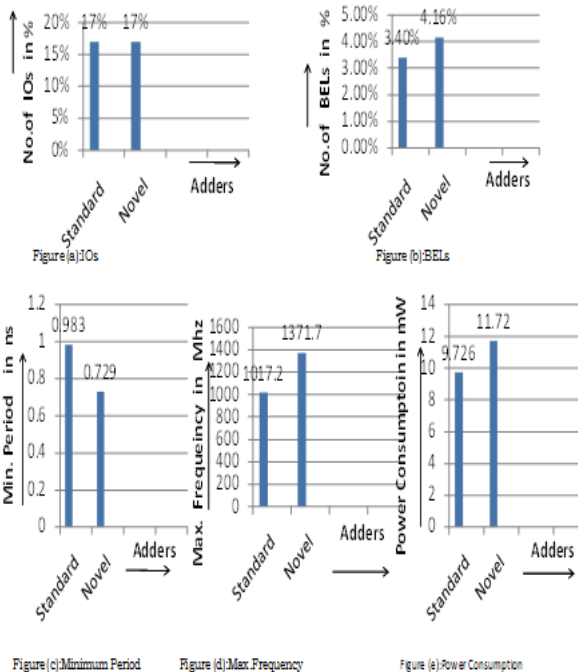 No.of IOs in %
20%
15%
10%
5%
0%
17% 17%
Standard
Novel
Adders
Figure (a):IOs
No.of BELs in %
5.00%
4.00%
3.00%
2.00%
1.00%
0.00%
3.40%
4.16%
Standard
Novel
Adders
Figure (b):BELs
Min. Period in ns
1.2
1
0.8
0.6
0.4
0.2
0
0.983
0.729
Standard
Novel
Adders
Figure (c):Minimum Period
Max. Frequeincy in Mhz
1600
1400
1200
1000
800
600
400
200
0
1017.2
1371.7
Standard
Novel
Adders
Figure (d):Max.Frequency
Power Consumptoin in mW
14
12
10
8
6
4
2
0
9.726
11.72
Standard
Novel
Adders
Figure (e):Power Consumption